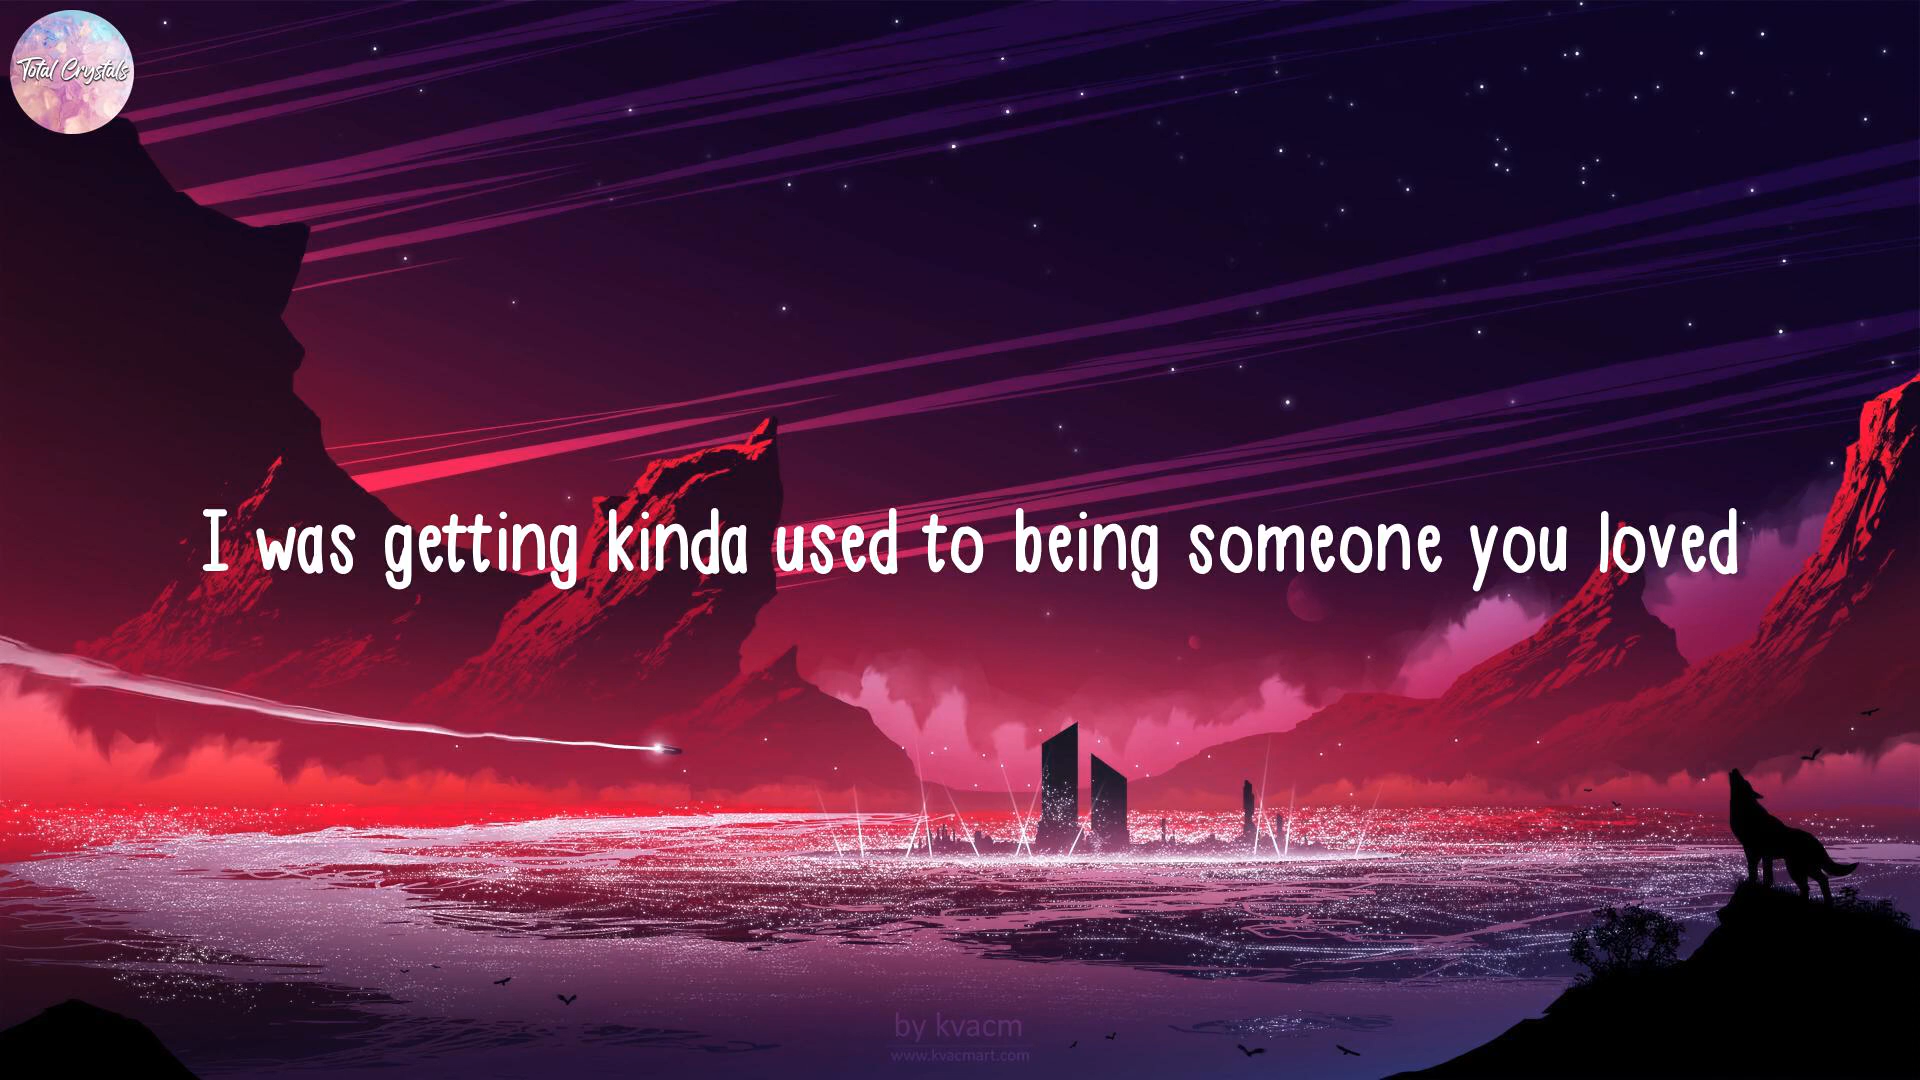 Total Crystals
I was getting kinda used to being someone you loved
by kvacm
www.kvacmart.com